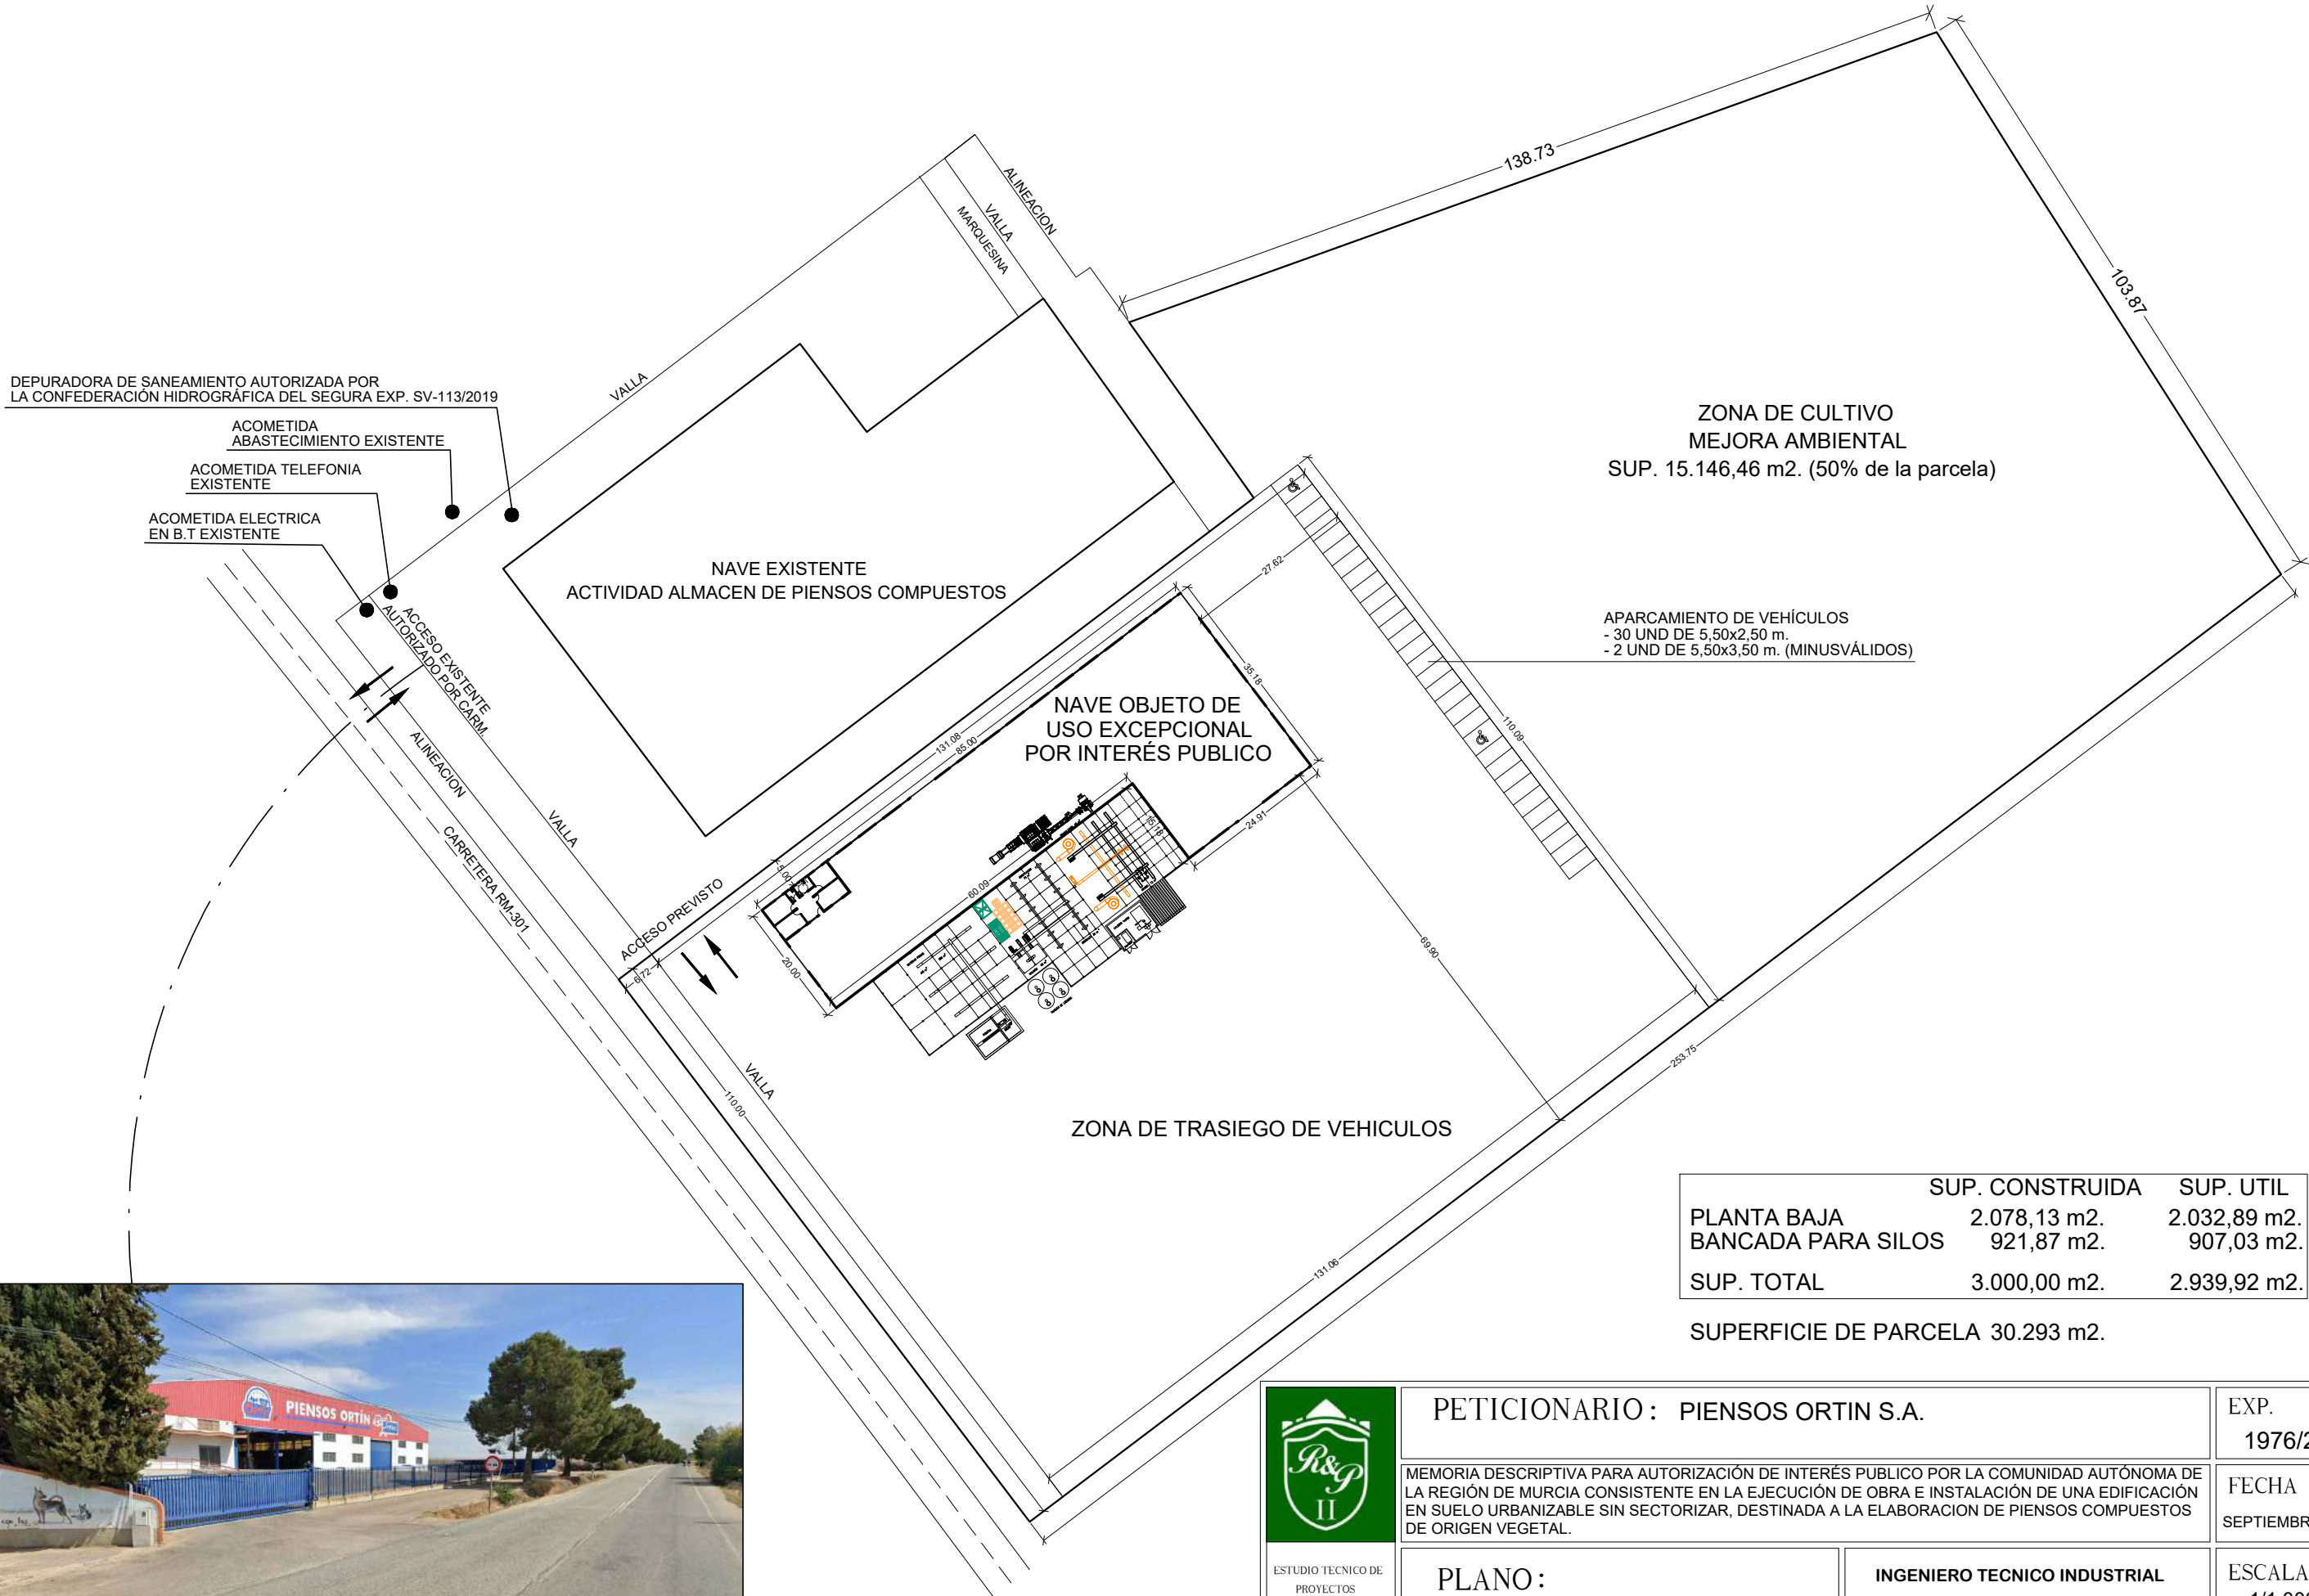 138.73
103.87
ALINEACION
VALLA
MARQUESINA
VALLA
DEPURADORA DE SANEAMIENTO AUTORIZADA POR
LA CONFEDERACIÓN HIDROGRÁFICA DEL SEGURA EXP. SV-113/2019
ACOMETIDA
ABASTECIMIENTO EXISTENTE
ACOMETIDA TELEFONIA
EXISTENTE
ACOMETIDA ELECTRICA
EN B.T EXISTENTE
ZONA DE CULTIVO
MEJORA AMBIENTAL
SUP. 15.146,46 m2. (50% de la parcela)
NAVE EXISTENTE
ACTIVIDAD ALMACEN DE PIENSOS COMPUESTOS
27.62
APARCAMIENTO DE VEHÍCULOS
- 30 UND DE 5,50x2,50 m.
- 2 UND DE 5,50x3,50 m. (MINUSVÁLIDOS)
ACCESO EXISTENTE
AUTORIZADO POR CARM.
35.18
NAVE OBJETO DE
USO EXCEPCIONAL
POR INTERÉS PUBLICO
110.09
131.08
85.00
ALINEACION
VALLA
CARRETERA RM-301
24.91
15.18
5.00
60.09
ACCESO PREVISTO
6.72
20.00
69.90
253.75
VALLA
110.00
ZONA DE TRASIEGO DE VEHICULOS
131.06
SUP. CONSTRUIDA SUP. UTIL
PLANTA BAJA 2.078,13 m2. 2.032,89 m2.
BANCADA PARA SILOS 921,87 m2. 907,03 m2.
SUP. TOTAL 3.000,00 m2. 2.939,92 m2.
SUPERFICIE DE PARCELA 30.293 m2.
PIENSOS ORTÍN
R&P
II
ESTUDIO TECNICO DE
PROYECTOS
PETICIONARIO: PIENSOS ORTIN S.A.
EXP.
1976/2
MEMORIA DESCRIPTIVA PARA AUTORIZACIÓN DE INTERÉS PUBLICO POR LA COMUNIDAD AUTÓNOMA DE
LA REGIÓN DE MURCIA CONSISTENTE EN LA EJECUCIÓN DE OBRA E INSTALACIÓN DE UNA EDIFICACIÓN
EN SUELO URBANIZABLE SIN SECTORIZAR, DESTINADA A LA ELABORACION DE PIENSOS COMPUESTOS
DE ORIGEN VEGETAL.
FECHA
SEPTIEMBR
PLANO:
INGENIERO TECNICO INDUSTRIAL
ESCALA